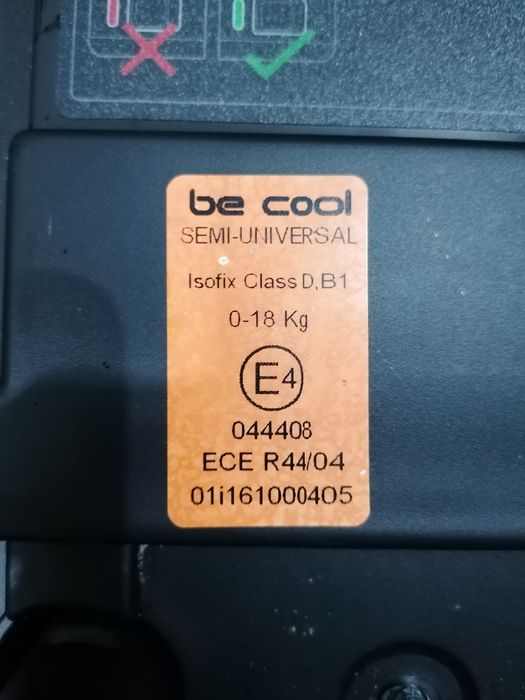 be cool
SEMI-UNIVERSAL
Isofix Class D,B1
0-18 Kg
E4
044408
ECE R44/04
01i161000405